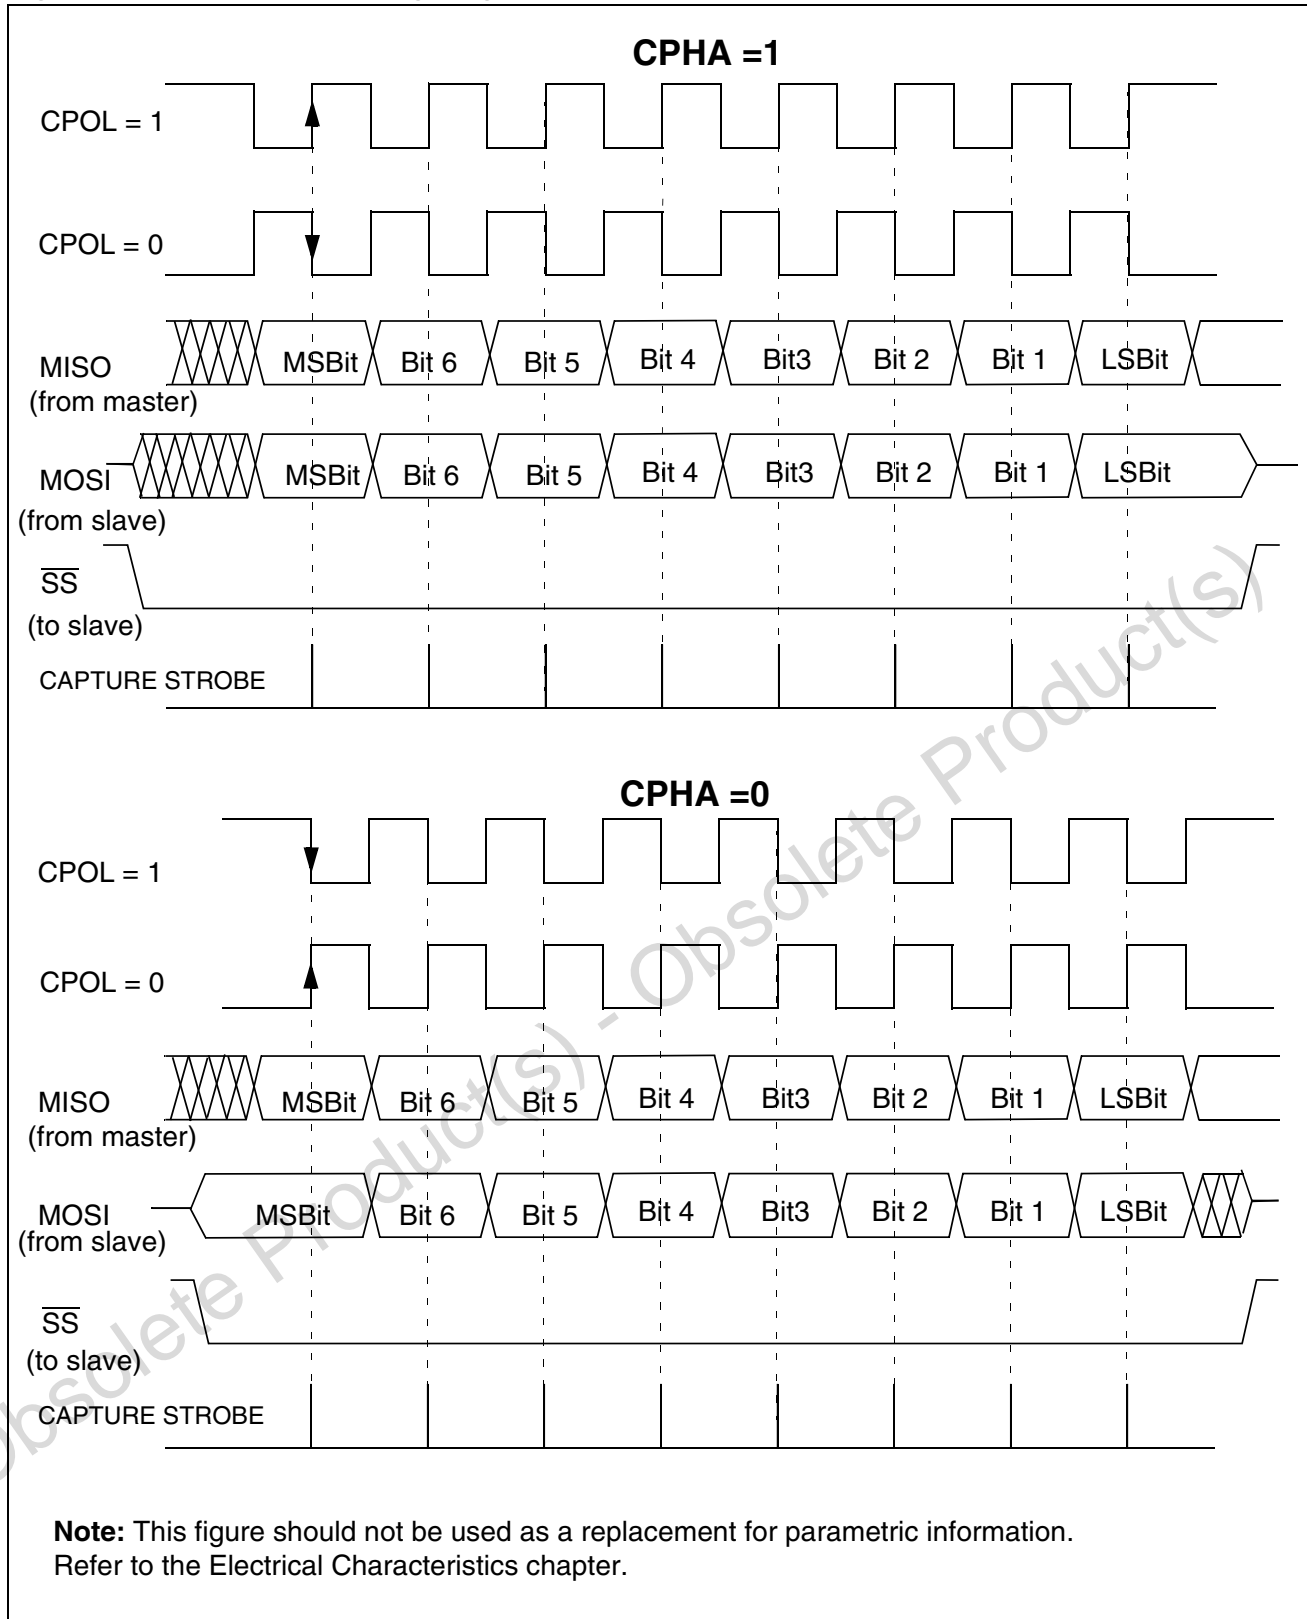 CPHA =1
CPOL = 1
CPOL = 0
MISO
(from master)
MSBit Bit 6 Bit 5 Bit 4 Bit3 Bit 2 Bit 1 LSBit
MOSI
(from slave)
MSBit Bit 6 Bit 5 Bit 4 Bit3 Bit 2 Bit 1 LSBit
SS
(to slave)
CAPTURE STROBE
CPHA =0
CPOL = 1
CPOL = 0
MISO
(from master)
MSBit Bit 6 Bit 5 Bit 4 Bit3 Bit 2 Bit 1 LSBit
MOSI
(from slave)
MSBit Bit 6 Bit 5 Bit 4 Bit3 Bit 2 Bit 1 LSBit
SS
(to slave)
CAPTURE STROBE
Note: This figure should not be used as a replacement for parametric information.
Refer to the Electrical Characteristics chapter.
Obsolete Product(s) - Obsolete Product(s)